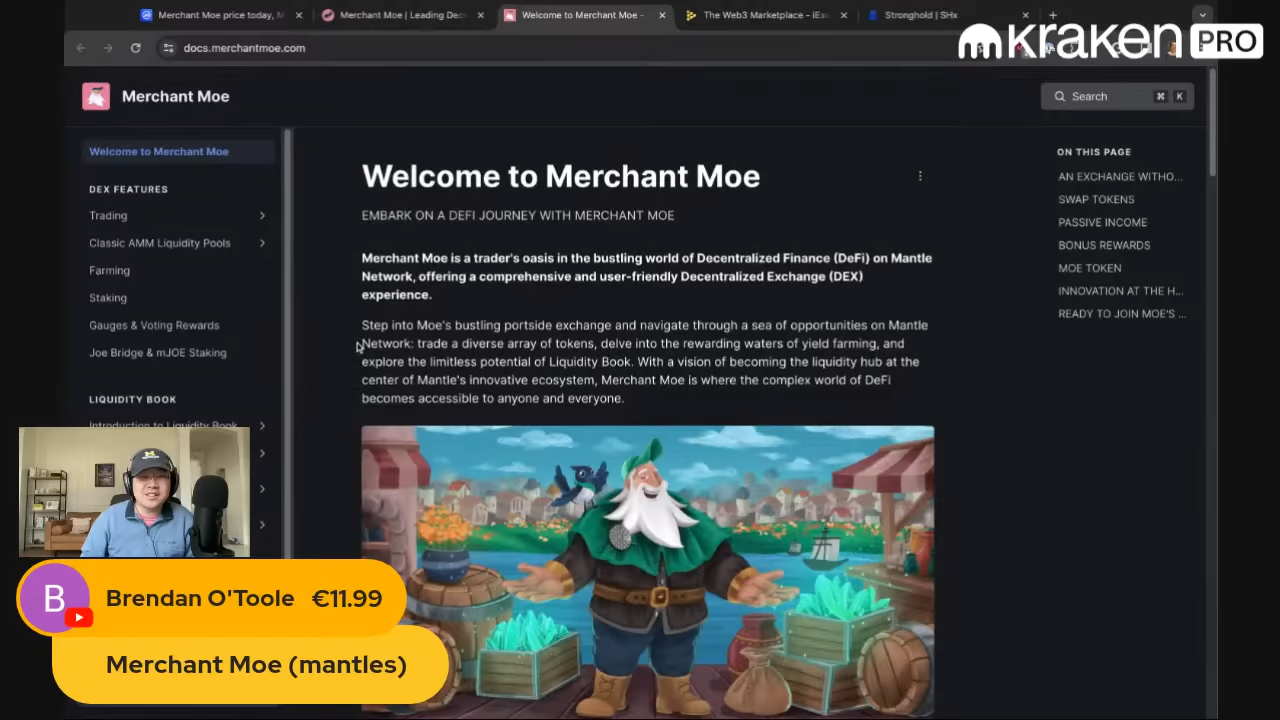 Merchant Moe price today, M
Merchant Moe | Leading Dec
Welcome to Merchant Moe -
The Web3 Marketplace - iExe
Stronghold | SHx
docs.merchantmoe.com
kraken PRO
Merchant Moe
Search ⌘ K
Welcome to Merchant Moe
DEX FEATURES
Trading
Classic AMM Liquidity Pools
Farming
Staking
Gauges & Voting Rewards
Joe Bridge & mJOE Staking
LIQUIDITY BOOK
Introduction to Liquidity Book
Welcome to Merchant Moe
EMBARK ON A DEFI JOURNEY WITH MERCHANT MOE
Merchant Moe is a trader's oasis in the bustling world of Decentralized Finance (DeFi) on Mantle
Network, offering a comprehensive and user-friendly Decentralized Exchange (DEX)
experience.
Step into Moe's bustling portside exchange and navigate through a sea of opportunities on Mantle
Network: trade a diverse array of tokens, delve into the rewarding waters of yield farming, and
explore the limitless potential of Liquidity Book. With a vision of becoming the liquidity hub at the
center of Mantle's innovative ecosystem, Merchant Moe is where the complex world of DeFi
becomes accessible to anyone and everyone.
ON THIS PAGE
AN EXCHANGE WITHO...
SWAP TOKENS
PASSIVE INCOME
BONUS REWARDS
MOE TOKEN
INNOVATION AT THE H...
READY TO JOIN MOE'S ...
B Brendan O'Toole €11.99
Merchant Moe (mantles)